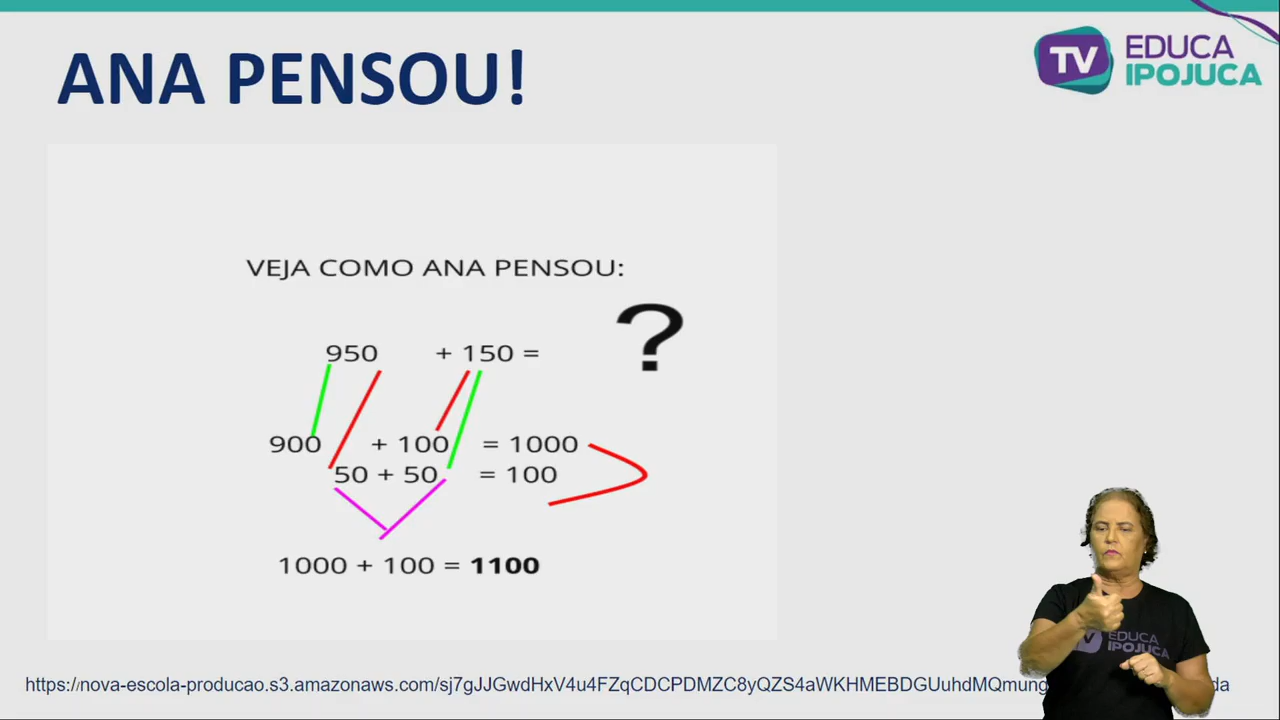 ANA PENSOU!
TV EDUCA
IPOJUCA
VEJA COMO ANA PENSOU:
?
950 + 150 =
900 + 100 = 1000
50 + 50 = 100
1000 + 100 = 1100
EDUCA
IPOJUCA
https://nova-escola-producao.s3.amazonaws.com/sj7gJJGwdHxV4u4FZqCDCPDMZC8yQZS4aWKHMEBDGUuhdMQmung